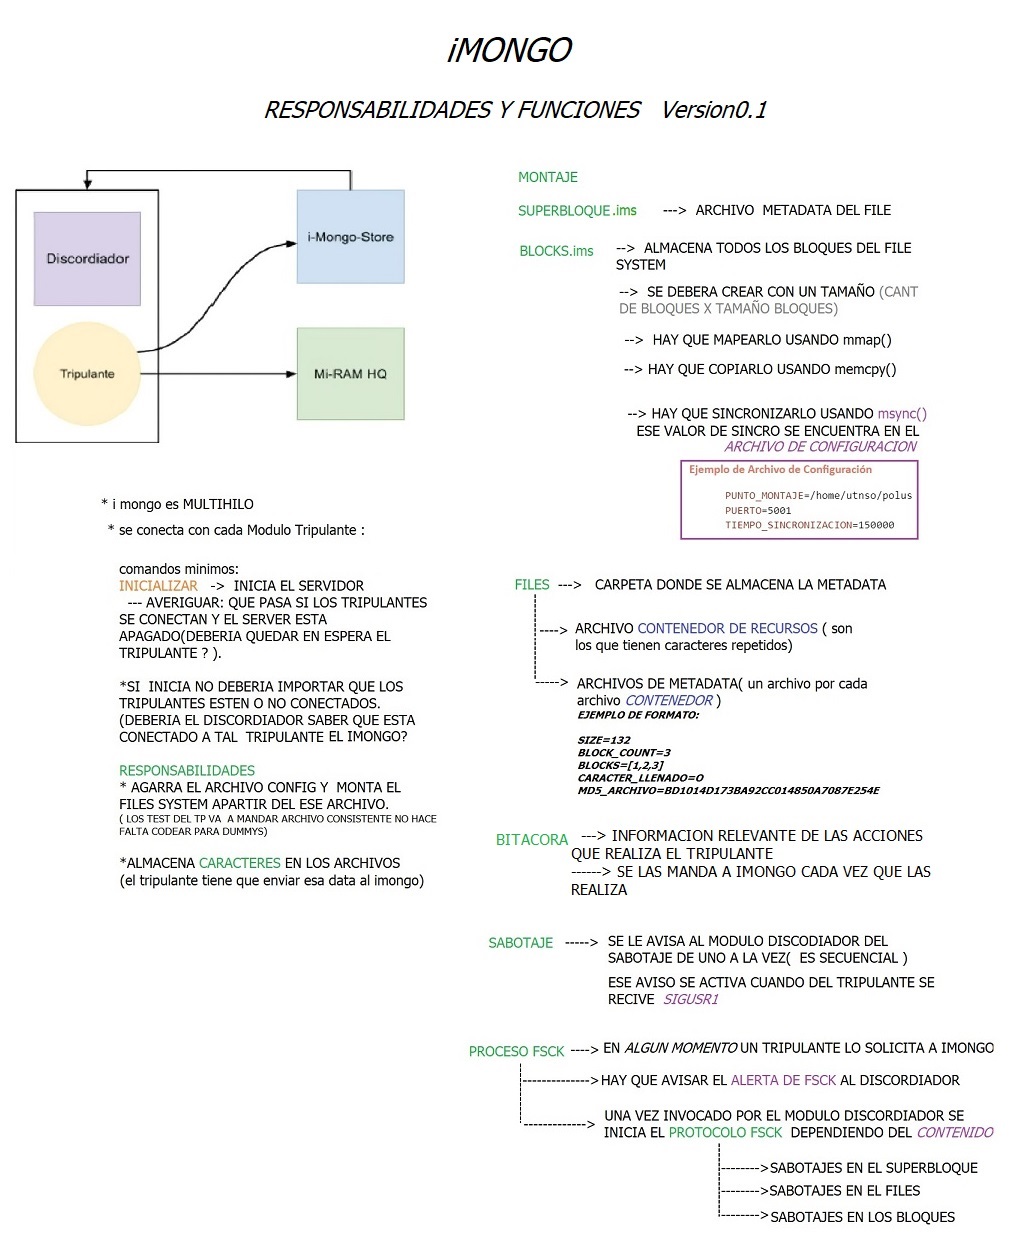 iMONGO
RESPONSABILIDADES Y FUNCIONES   Version0.1
Discordiador
i-Mongo-Store
Tripulante
Mi-RAM HQ
* i mongo es MULTIHILO
* se conecta con cada Modulo Tripulante :
comandos minimos:
INICIALIZAR   -> INICIA EL SERVIDOR
--- AVERIGUAR: QUE PASA SI LOS TRIPULANTES
SE CONECTAN Y EL SERVER ESTA
APAGADO(DEBERIA QUEDAR EN ESPERA EL
TRIPULANTE ? ).
*SI  INICIA NO DEBERIA IMPORTAR QUE LOS
TRIPULANTES ESTEN O NO CONECTADOS.
(DEBERIA EL DISCORDIADOR SABER QUE ESTA
CONECTADO A TAL  TRIPULANTE EL IMONGO?
RESPONSABILIDADES
* AGARRA EL ARCHIVO CONFIG Y  MONTA EL
FILES SYSTEM APARTIR DEL ESE ARCHIVO.
( LOS TEST DEL TP VA  A MANDAR ARCHIVO CONSISTENTE NO HACE
FALTA CODEAR PARA DUMMYS)
*ALMACENA CARACTERES EN LOS ARCHIVOS
(el tripulante tiene que enviar esa data al imongo)
MONTAJE
SUPERBLOQUE.ims   ---> ARCHIVO  METADATA DEL FILE
BLOCKS.ims   --> ALMACENA TODOS LOS BLOQUES DEL FILE
SYSTEM
-->  SE DEBERA CREAR CON UN TAMAÑO (CANT
DE BLOQUES X TAMAÑO BLOQUES)
-->  HAY QUE MAPEARLO USANDO mmap()
--> HAY QUE COPIARLO USANDO memcpy()
--> HAY QUE SINCRONIZARLO USANDO msync()
ESE VALOR DE SINCRO SE ENCUENTRA EN EL
ARCHIVO DE CONFIGURACION
Ejemplo de Archivo de Configuración
PUNTO_MONTAJE=/home/utnso/polus
PUERTO=5001
TIEMPO_SINCRONIZACION=150000
FILES  --->  CARPETA DONDE SE ALMACENA LA METADATA
----> ARCHIVO CONTENEDOR DE RECURSOS ( son
los que tienen caracteres repetidos)
-----> ARCHIVOS DE METADATA( un archivo por cada
archivo CONTENEDOR )
EJEMPLO DE FORMATO:
SIZE=132
BLOCK_COUNT=3
BLOCKS=[1,2,3]
CARACTER_LLENADO=O
MD5_ARCHIVO=BD1014D173BA92CC014850A7087E254E
BITACORA  ---> INFORMACION RELEVANTE DE LAS ACCIONES
QUE REALIZA EL TRIPULANTE
------> SE LAS MANDA A IMONGO CADA VEZ QUE LAS
REALIZA
SABOTAJE  ----->  SE LE AVISA AL MODULO DISCODIADOR DEL
SABOTAJE DE UNO A LA VEZ(  ES SECUENCIAL )
ESE AVISO SE ACTIVA CUANDO DEL TRIPULANTE SE
RECIVE  SIGUSR1
PROCESO FSCK ----> EN ALGUN MOMENTO UN TRIPULANTE LO SOLICITA A IMONGO
-------------->HAY QUE AVISAR EL ALERTA DE FSCK AL DISCORDIADOR
------------->  UNA VEZ INVOCADO POR EL MODULO DISCORDIADOR SE
INICIA EL PROTOCOLO FSCK  DEPENDIENDO DEL CONTENIDO
-------->SABOTAJES EN EL SUPERBLOQUE
-------->SABOTAJES EN EL FILES
--------> SABOTAJES EN LOS BLOQUES